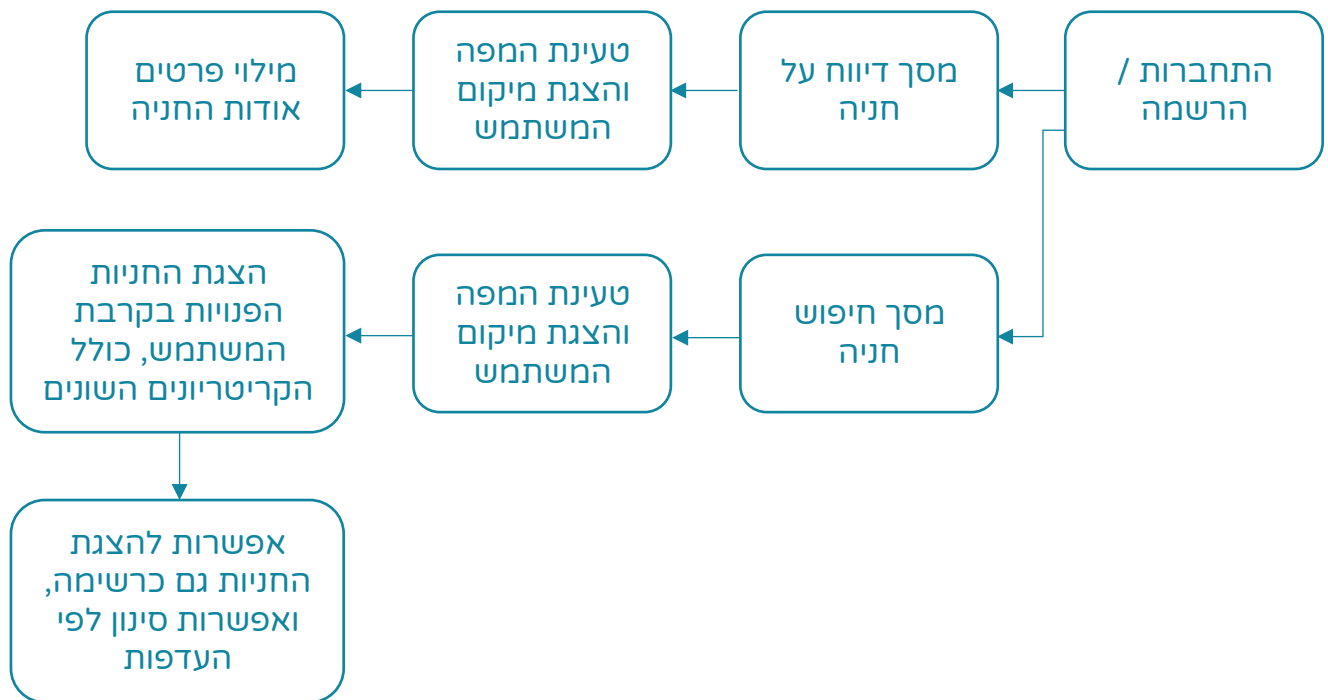 התחברות /
הרשמה
מסך דיווח על
חניה
טעינת המפה
והצגת מיקום
המשתמש
מילוי פרטים
אודות החניה
מסך חיפוש
חניה
טעינת המפה
והצגת מיקום
המשתמש
הצגת החניות
הפנויות בקרבת
המשתמש, כולל
הקריטריונים השונים
אפשרות להצגת
החניות גם כרשימה,
ואפשרות סינון לפי
העדפות